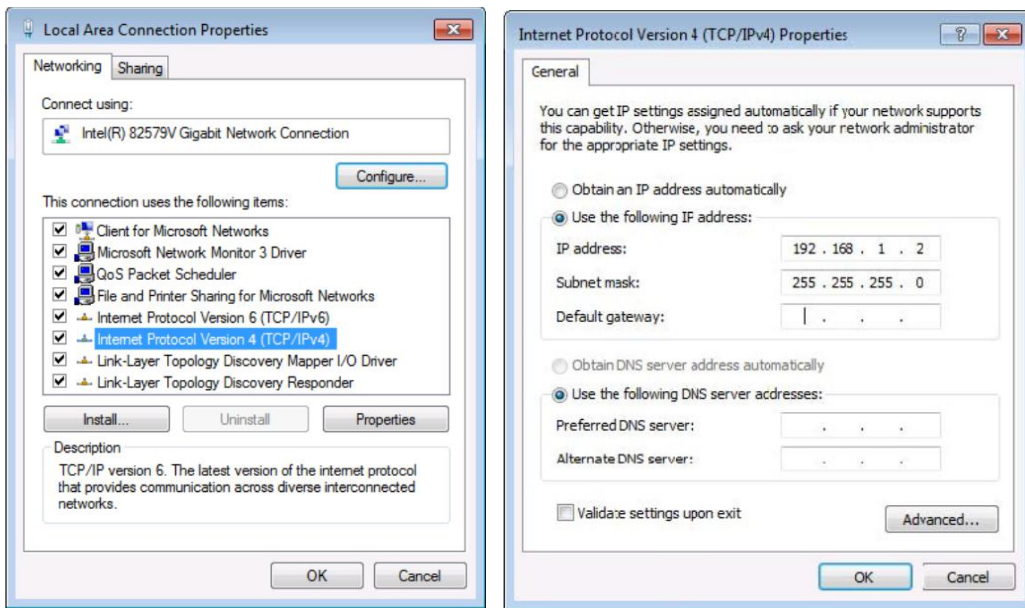 Local Area Connection Properties
Networking
Sharing
Connect using:
Intel(R) 82579V Gigabit Network Connection
Configure...
This connection uses the following items:
Client for Microsoft Networks
Microsoft Network Monitor 3 Driver
QoS Packet Scheduler
File and Printer Sharing for Microsoft Networks
Internet Protocol Version 6 (TCP/IPv6)
Internet Protocol Version 4 (TCP/IPv4)
Link-Layer Topology Discovery Mapper I/O Driver
Link-Layer Topology Discovery Responder
Install...
Uninstall
Properties
Description
TCP/IP version 6. The latest version of the internet protocol
that provides communication across diverse interconnected
networks.
OK
Cancel
Internet Protocol Version 4 (TCP/IPv4) Properties
General
You can get IP settings assigned automatically if your network supports
this capability. Otherwise, you need to ask your network administrator
for the appropriate IP settings.
Obtain an IP address automatically
Use the following IP address:
IP address: 192 . 168 . 1 . 2
Subnet mask: 255 . 255 . 255 . 0
Default gateway: . . .
Obtain DNS server address automatically
Use the following DNS server addresses:
Preferred DNS server: . . .
Alternate DNS server: . . .
Validate settings upon exit
Advanced...
OK
Cancel